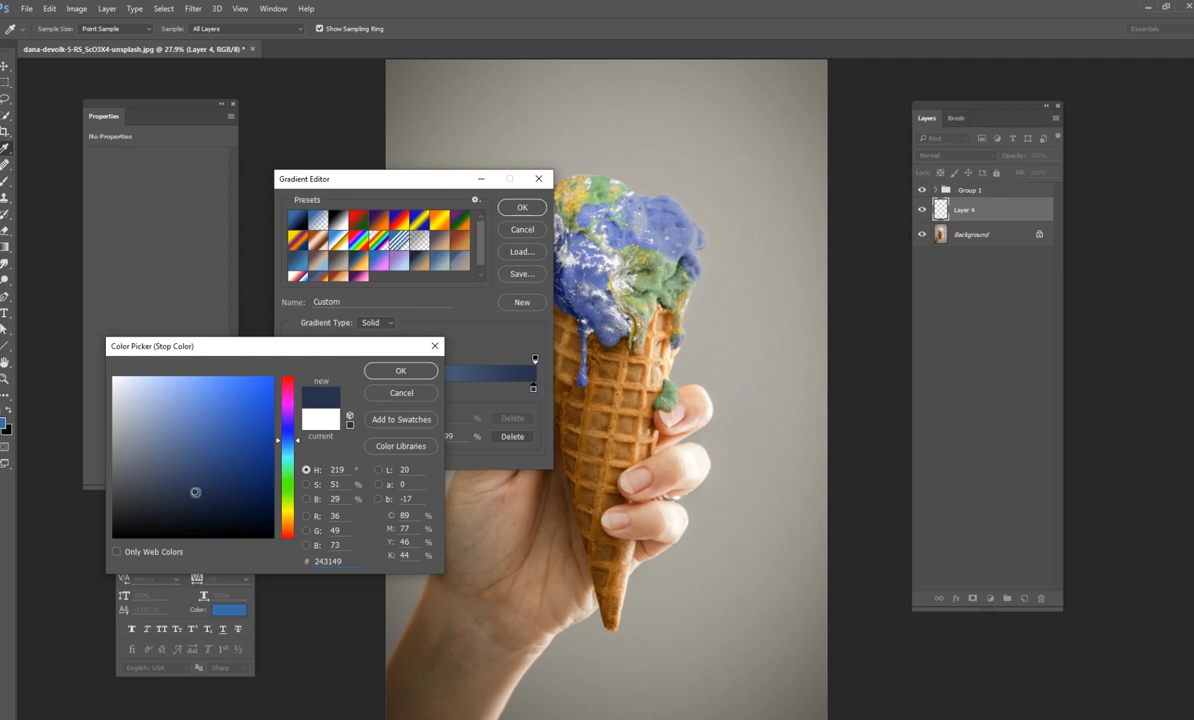 Ps File Edit Image Layer Type Select Filter 3D View Window Help
Sample Size: Point Sample Sample: All Layers Show Sampling Ring Essentials
dana-devolk-5-RS_ScO3X4-unsplash.jpg @ 27.9% (Layer 4, RGB/8) * ×
Properties
No Properties
Gradient Editor
Presets
OK
Cancel
Load...
Save...
Name: Custom
New
Gradient Type: Solid
% Delete
99 % Delete
Color Picker (Stop Color)
new
current
OK
Cancel
Add to Swatches
Color Libraries
H: 219 °
S: 51 %
B: 29 %
R: 36
G: 49
B: 73
# 243149
L: 20
a: 0
b: -17
C: 89 %
M: 77 %
Y: 46 %
K: 44 %
Only Web Colors
Color:
English: USA Sharp
Layers Brush
Kind
Normal Opacity: 100%
Lock: Fill: 100%
Group 1
Layer 4
Background